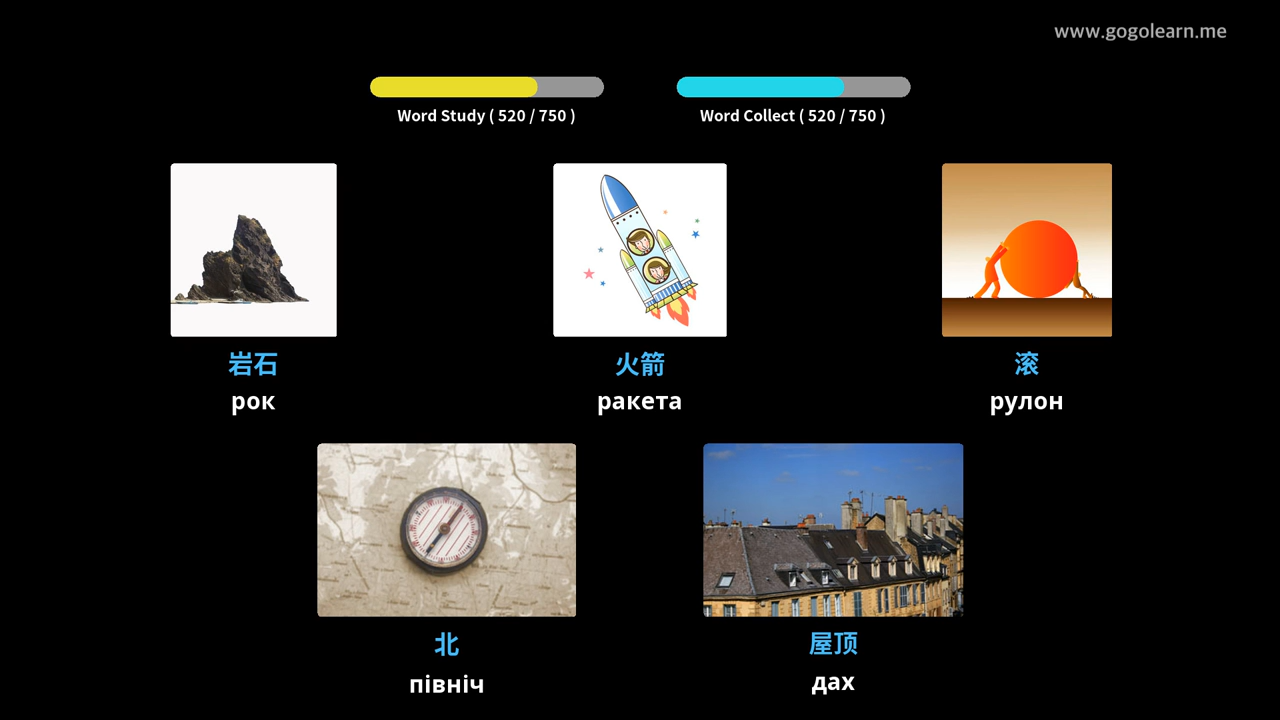 www.gogolearn.me
Word Study ( 520 / 750 )
Word Collect ( 520 / 750 )
岩石
рок
火箭
ракета
滚
рулон
北
північ
屋顶
дах